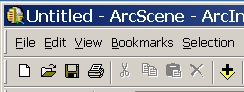 Untitled - ArcScene - ArcIn
File Edit View Bookmarks Selection